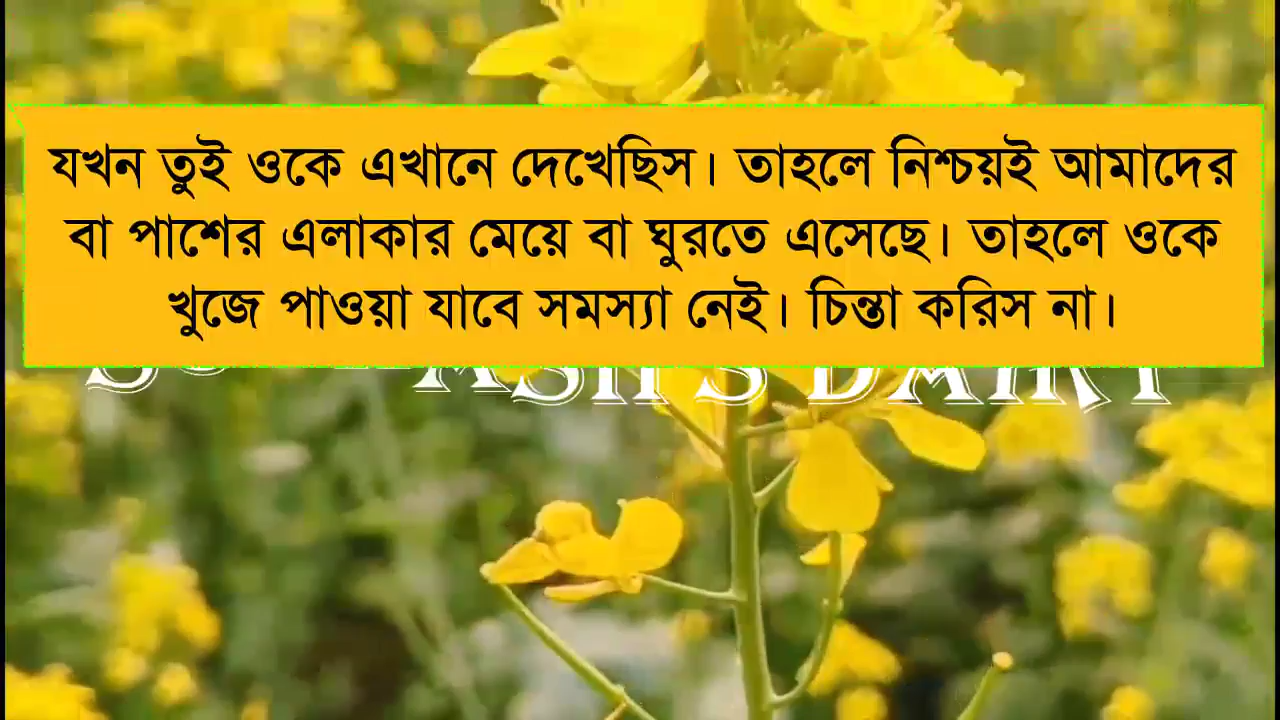 যখন তুই ওকে এখানে দেখেছিস। তাহলে নিশ্চয়ই আমাদের
বা পাশের এলাকার মেয়ে বা ঘুরতে এসেছে। তাহলে ওকে
খুজে পাওয়া যাবে সমস্যা নেই। চিন্তা করিস না।